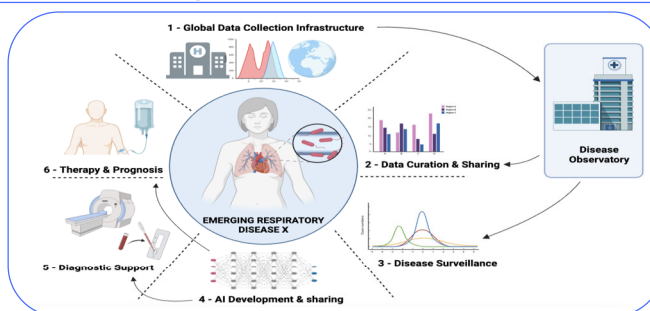 1 - Global Data Collection Infrastructure
H
Disease
Observatory
2 - Data Curation & Sharing
6 - Therapy & Prognosis
EMERGING RESPIRATORY
DISEASE X
3 - Disease Surveillance
5 - Diagnostic Support
4 - AI Development & sharing